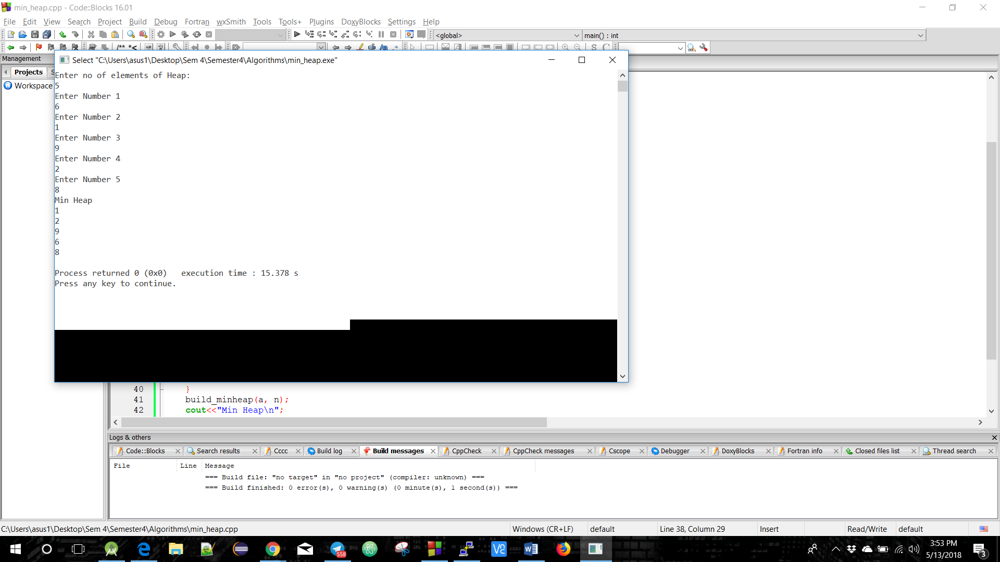 min_heap.cpp - Code::Blocks 16.01
File Edit View Search Project Build Debug Fortran wxSmith Tools Tools+ Plugins DoxyBlocks Settings Help
<global> main() : int
/** *<
Management
Select "C:\Users\asus1\Desktop\Sem 4\Semester4\Algorithms\min_heap.exe"
Projects S
Workspace
Enter no of elements of Heap:
5
Enter Number 1
6
Enter Number 2
1
Enter Number 3
9
Enter Number 4
2
Enter Number 5
8
Min Heap
1
2
9
6
8
Process returned 0 (0x0)   execution time : 15.378 s
Press any key to continue.
40 }
41 build_minheap(a, n);
42 cout<<"Min Heap\n";
Logs & others
Code::Blocks Search results Cccc Build log Build messages CppCheck CppCheck messages Cscope Debugger DoxyBlocks Fortran info Closed files list Thread search
File Line Message
=== Build file: "no target" in "no project" (compiler: unknown) ===
=== Build finished: 0 error(s), 0 warning(s) (0 minute(s), 1 second(s)) ===
C:\Users\asus1\Desktop\Sem 4\Semester4\Algorithms\min_heap.cpp Windows (CR+LF) default Line 38, Column 29 Insert Read/Write default
558
3:53 PM
5/13/2018
3